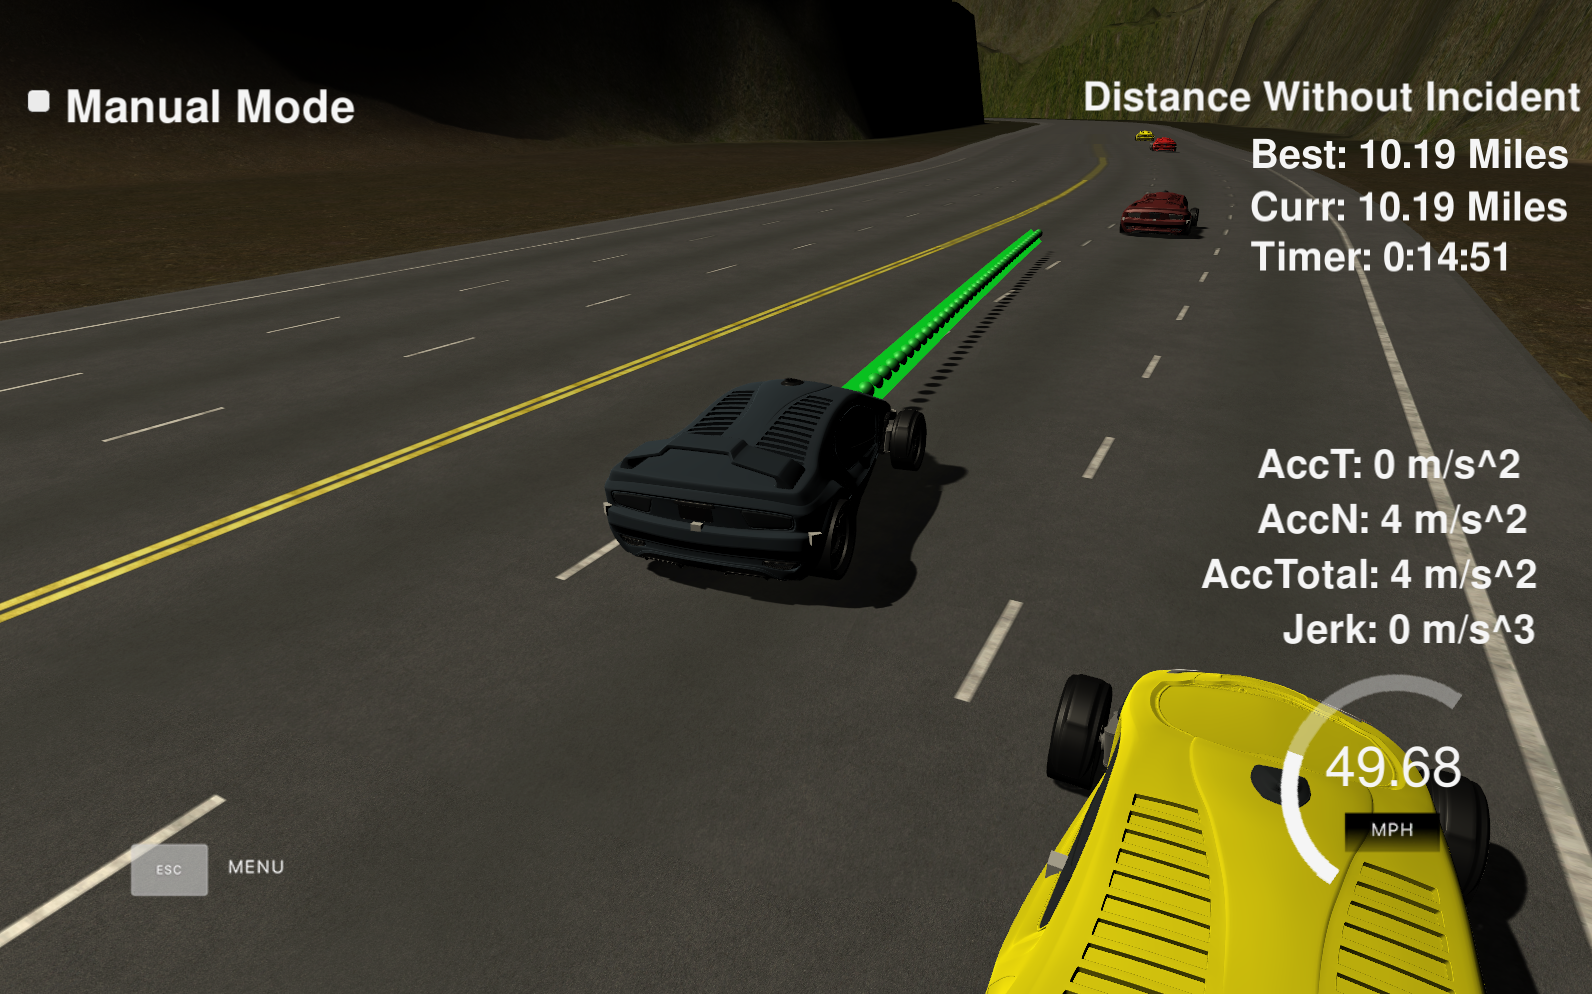 Manual Mode
Distance Without Incident
Best: 10.19 Miles
Curr: 10.19 Miles
Timer: 0:14:51
AccT: 0 m/s^2
AccN: 4 m/s^2
AccTotal: 4 m/s^2
Jerk: 0 m/s^3
49.68
MPH
ESC MENU